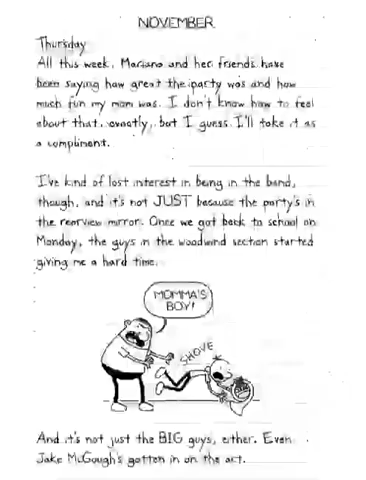 NOVEMBER
Thursday
All this week, Mariana and her friends have
been saying how great the party was and how
much fun my mom was. I don't know how to feel
about that, exactly, but I guess I'll take it as
a compliment.
I've kind of lost interest in being in the band,
though, and it's not JUST because the party's in
the rearview mirror. Once we got back to school on
Monday, the guys in the woodwind section started
giving me a hard time.
MOMMA'S
BOY!
SHOVE
And it's not just the BIG guys, either. Even
Jake McGough's gotten in on the act.